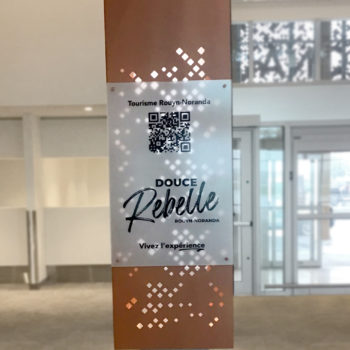 Tourisme Rouyn-Noranda
DOUCE
Rebelle
ROUYN-NORANDA
Vivez l'expérience